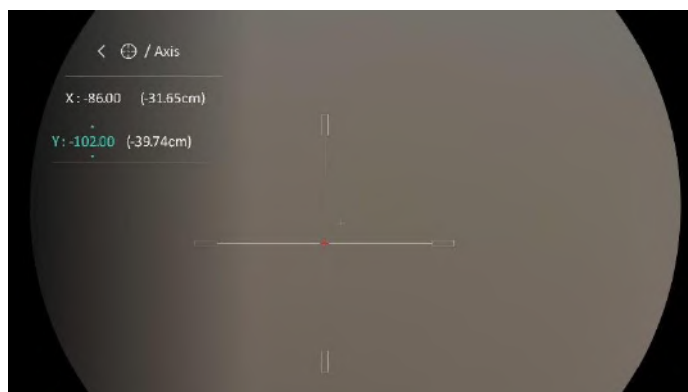 < / Axis
X : -86.00 (-31.65cm)
Y : -102.00 (-39.74cm)